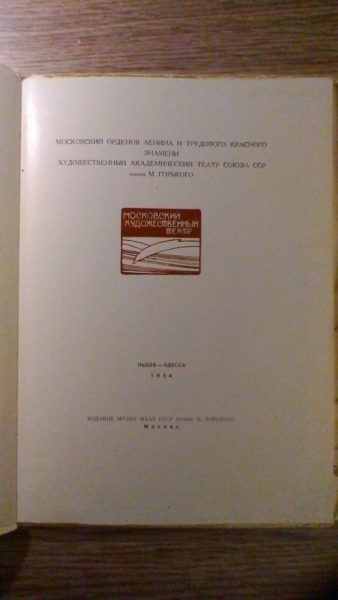 МОСКОВСКИЙ ОРДЕНОВ ЛЕНИНА И ТРУДОВОГО КРАСНОГО
ЗНАМЕНИ
ХУДОЖЕСТВЕННЫЙ АКАДЕМИЧЕСКИЙ ТЕАТР СОЮЗА ССР
имени М. ГОРЬКОГО
МОСКОВСКИЙ
ХУДОЖЕСТВЕННЫЙ
ТЕАТР
ЛЬВОВ—ОДЕССА
1956
ИЗДАНИЕ МУЗЕЯ МХАТ СССР имени М. ГОРЬКОГО
Москва